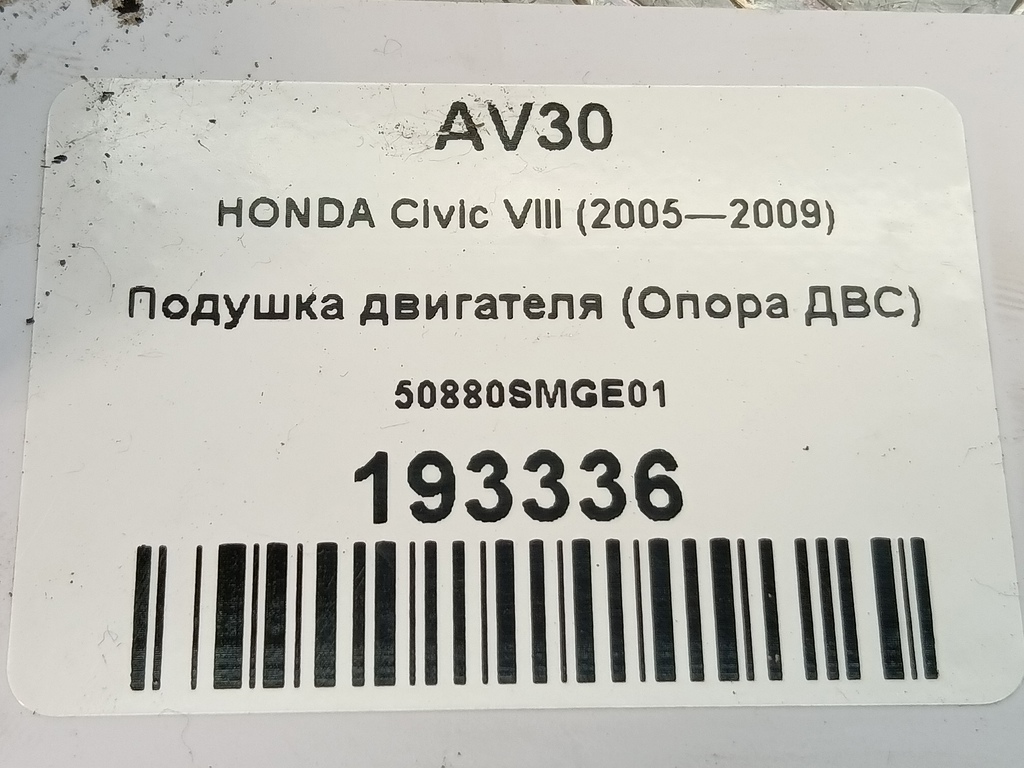 AV30
HONDA Civic VIII (2005—2009)
Подушка двигателя (Опора ДВС)
50880SMGE01
193336